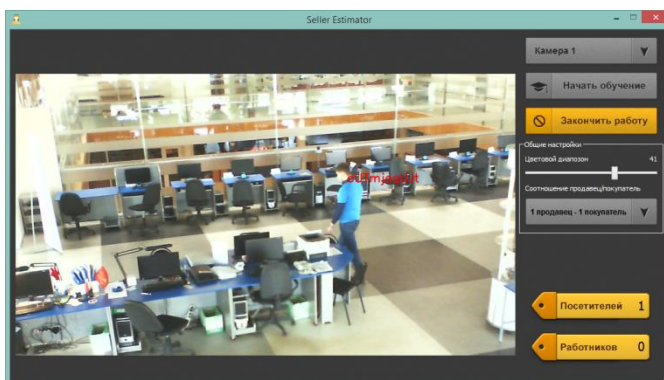 Seller Estimator
Камера 1
Начать обучение
Закончить работу
Общие настройки
Цветовой диапозон 41
Соотношение продавец/покупатель
1 продавец - 1 покупатель
Посетителей 1
Работников 0